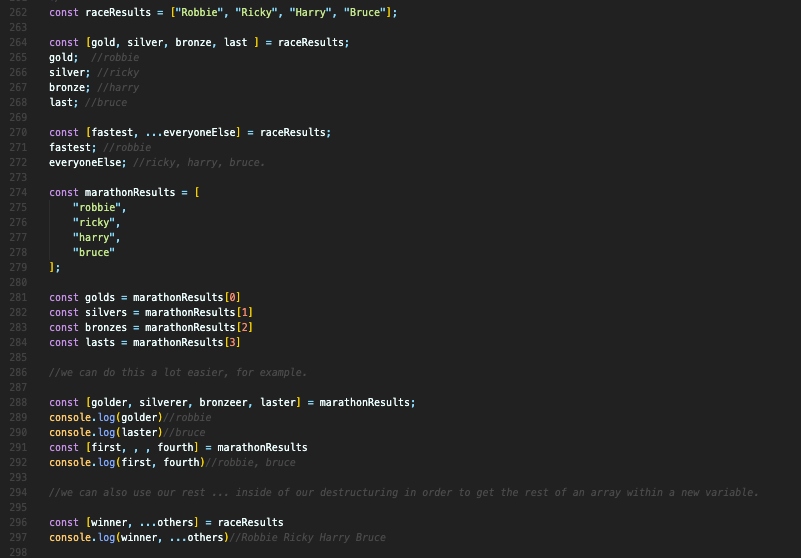 262 const raceResults = ["Robbie", "Ricky", "Harry", "Bruce"];
263
264 const [gold, silver, bronze, last ] = raceResults;
265 gold;  //robbie
266 silver; //ricky
267 bronze; //harry
268 last; //bruce
269
270 const [fastest, ...everyoneElse] = raceResults;
271 fastest; //robbie
272 everyoneElse; //ricky, harry, bruce.
273
274 const marathonResults = [
275     "robbie",
276     "ricky",
277     "harry",
278     "bruce"
279 ];
280
281 const golds = marathonResults[0]
282 const silvers = marathonResults[1]
283 const bronzes = marathonResults[2]
284 const lasts = marathonResults[3]
285
286 //we can do this a lot easier, for example.
287
288 const [golder, silverer, bronzeer, laster] = marathonResults;
289 console.log(golder)//robbie
290 console.log(laster)//bruce
291 const [first, , , fourth] = marathonResults
292 console.log(first, fourth)//robbie, bruce
293
294 //we can also use our rest ... inside of our destructuring in order to get the rest of an array within a new variable.
295
296 const [winner, ...others] = raceResults
297 console.log(winner, ...others)//Robbie Ricky Harry Bruce
298